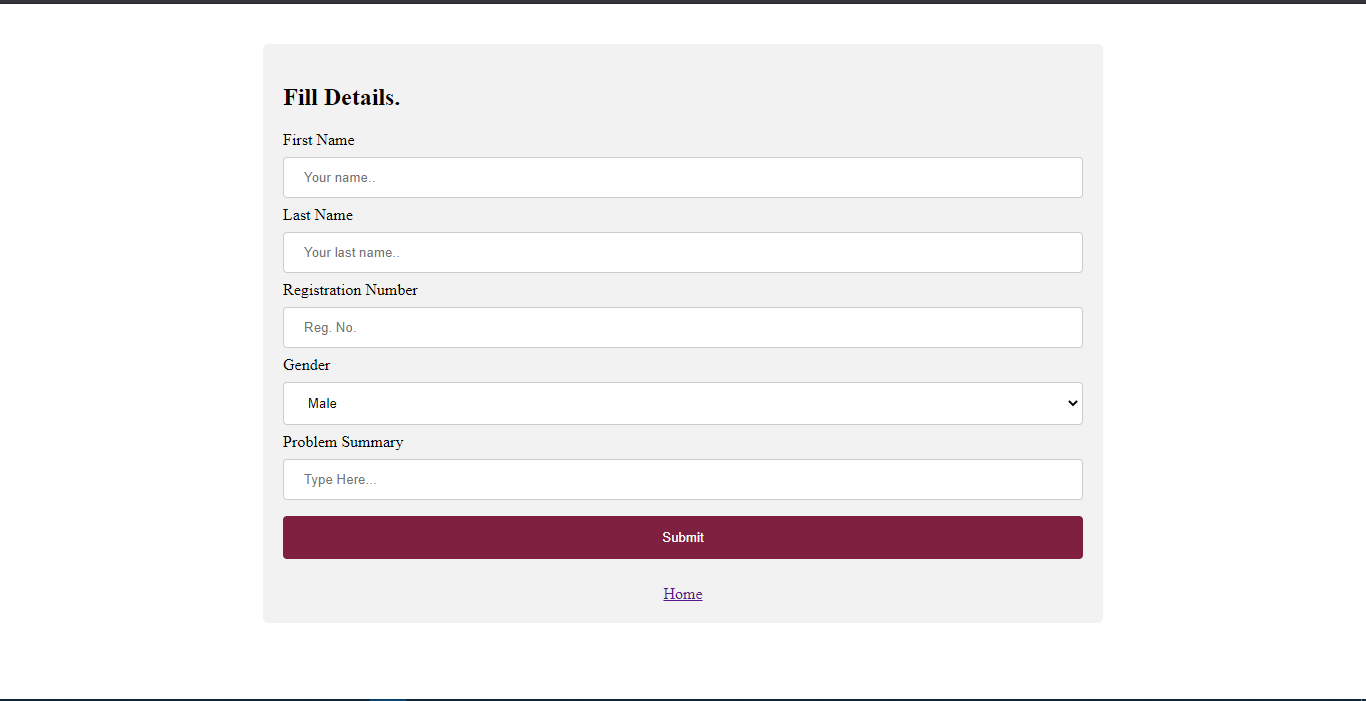 Fill Details.
First Name
Your name..
Last Name
Your last name..
Registration Number
Reg. No.
Gender
Male
Problem Summary
Type Here...
Submit
Home